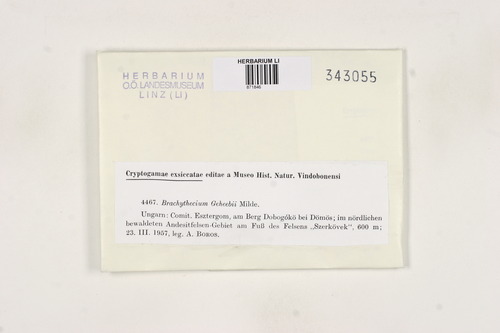 HERBARIUM
O.Ö. LANDESMUSEUM
LINZ (LI)
HERBARIUM LI
871846
343055
Cryptogamae exsiccatae editae a Museo Hist. Natur. Vindobonensi
4467. Brachythecium Geheebii Milde.
Ungarn: Comit. Esztergom, am Berg Dobogókö bei Dömös; im nördlichen
bewaldeten Andesitfelsen-Gebiet am Fuß des Felsens „Szerkövek“, 600 m;
23. III. 1957, leg. A. Boros.